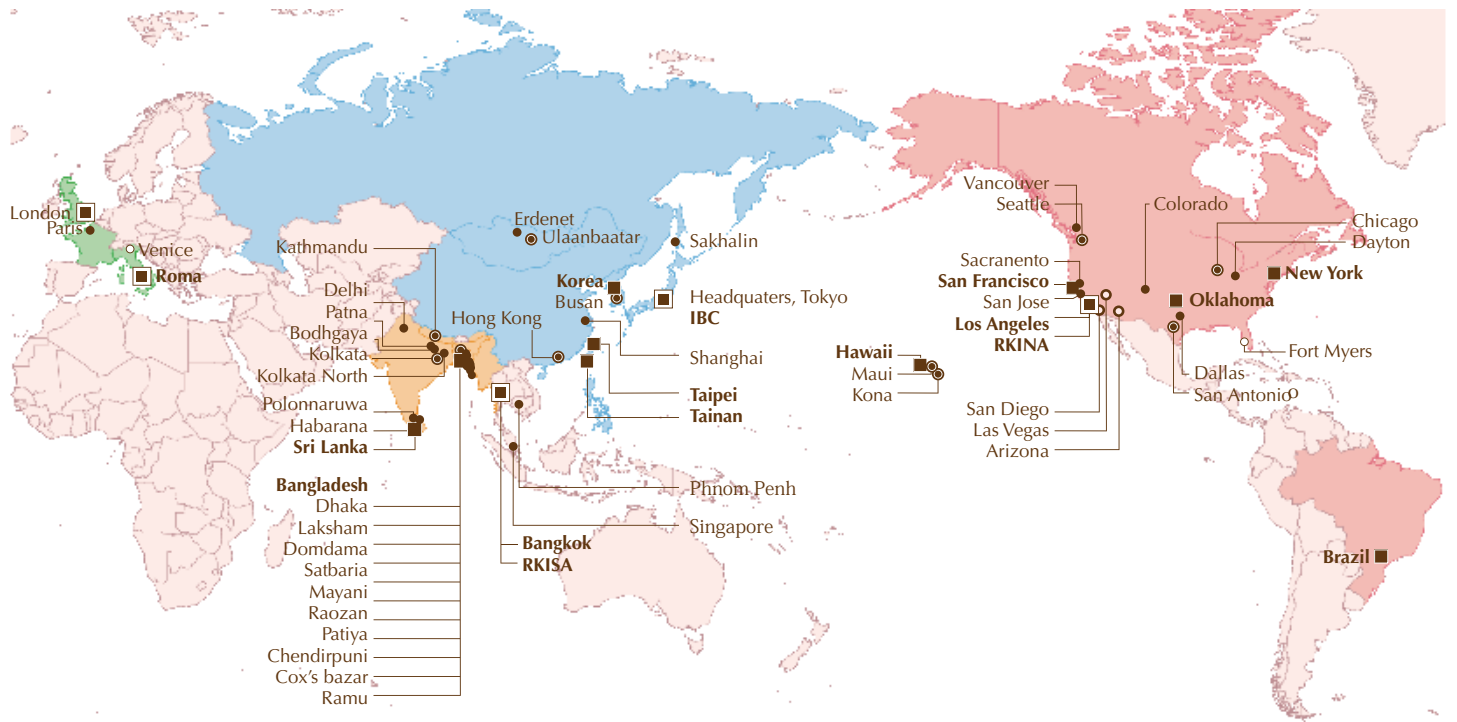 London
Paris
Venice
Roma
Kathmandu
Delhi
Patna
Bodhgaya
Kolkata
Kolkata North
Polonnaruwa
Habarana
Sri Lanka
Bangladesh
Dhaka
Laksham
Domdama
Satbaria
Mayani
Raozan
Patiya
Chendirpuni
Cox's bazar
Ramu
Erdenet
Ulaanbaatar
Sakhalin
Korea
Busan
Headquaters, Tokyo
IBC
Hong Kong
Shanghai
Taipei
Tainan
Phnom Penh
Singapore
Bangkok
RKISA
Hawaii
Maui
Kona
Vancouver
Seattle
Sacranento
San Francisco
San Jose
Los Angeles
RKINA
San Diego
Las Vegas
Arizona
Colorado
Chicago
Dayton
New York
Oklahoma
Fort Myers
Dallas
San Antonio
Brazil